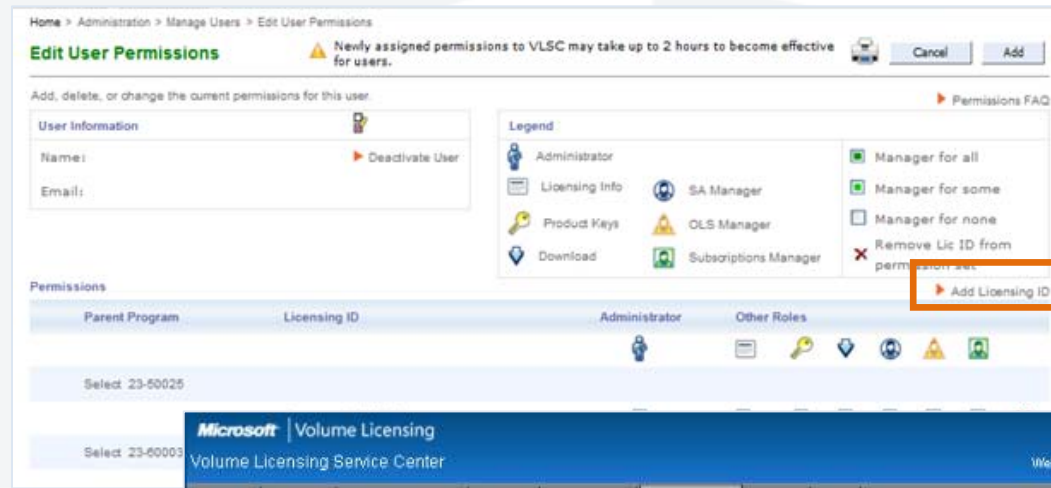 Home > Administration > Manage Users > Edit User Permissions
Edit User Permissions
Newly assigned permissions to VLSC may take up to 2 hours to become effective
for users.
Cancel
Add
Add, delete, or change the current permissions for this user.
Permissions FAQ
User Information
Name:
Deactivate User
Email:
Legend
Administrator
Manager for all
Licensing Info
SA Manager
Manager for some
Product Keys
OLS Manager
Manager for none
Download
Subscriptions Manager
Remove Lic ID from
permission set
Permissions
Add Licensing ID
Parent Program
Licensing ID
Administrator
Other Roles
Select 23-50025
Select 23-60003
Microsoft | Volume Licensing
Volume Licensing Service Center